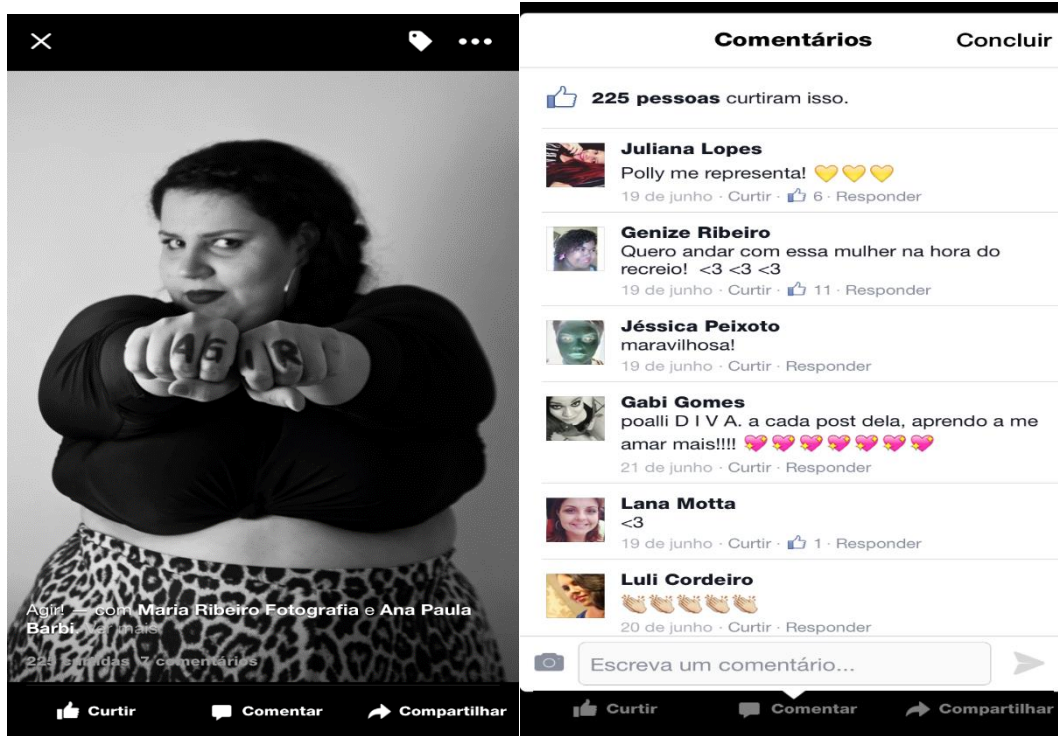 AGIR
Agir! — com Maria Ribeiro Fotografia e Ana Paula
Barbi. Ver mais
225 curtidas 7 comentários
Curtir Comentar Compartilhar
Comentários Concluir
225 pessoas curtiram isso.
Juliana Lopes
Polly me representa! 💛💛💛
19 de junho · Curtir · 6 · Responder
Genize Ribeiro
Quero andar com essa mulher na hora do
recreio! <3 <3 <3
19 de junho · Curtir · 11 · Responder
Jéssica Peixoto
maravilhosa!
19 de junho · Curtir · Responder
Gabi Gomes
poalli D I V A. a cada post dela, aprendo a me
amar mais!!!! 💖💖💖💖💖💖💖
21 de junho · Curtir · Responder
Lana Motta
<3
19 de junho · Curtir · 1 · Responder
Luli Cordeiro
👏👏👏👏👏
20 de junho · Curtir · Responder
Escreva um comentário...
Curtir Comentar Compartilhar